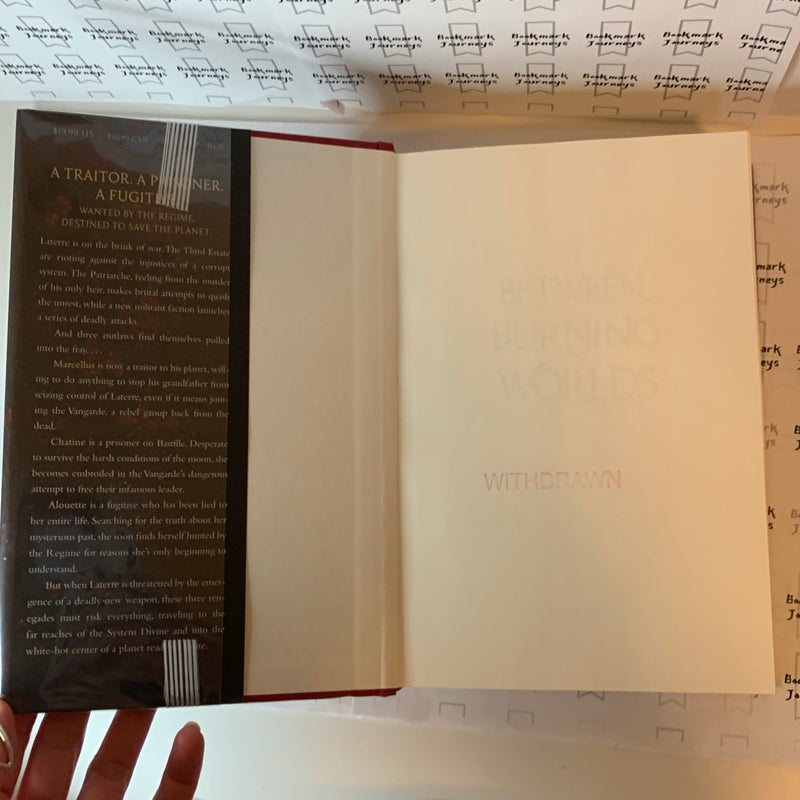 $19.99 US
A TRAITOR. A NER.
A FUGIT
WANTED BY THE REGIME.
DESTINED TO SAVE THE PLANET.
Laterre is on the brink of war. The Third Estate
are rioting against the injustices of a corrupt
system. The Patriarche, reeling from the murder
of his only heir, makes brutal attempts to quash
the unrest, while a new militant faction launches
a series of deadly attacks.
And three outlaws find themselves pulled
into the fray. . . .
Marcellus is now a traitor to his planet, will-
ing to do anything to stop his grandfather from
seizing control of Laterre, even if it means join-
ing the Vangarde, a rebel group back from the
dead.
Chatine is a prisoner on Bastille. Desperate
to survive the harsh conditions of the moon, she
becomes embroiled in the Vangarde's dangerous
attempt to free their infamous leader.
Alouette is a fugitive who has been lied to
her entire life. Searching for the truth about her
mysterious past, she soon finds herself hunted by
the Regime for reasons she's only beginning to
understand.
But when Laterre is threatened by the emer-
gence of a deadly new weapon, these three ren-
egades must risk everything, traveling to the
far reaches of the System Divine and into the
white-hot center of a planet
BETWEEN
BURNING
WORLDS
WITHDRAWN
Bookmark Journeys